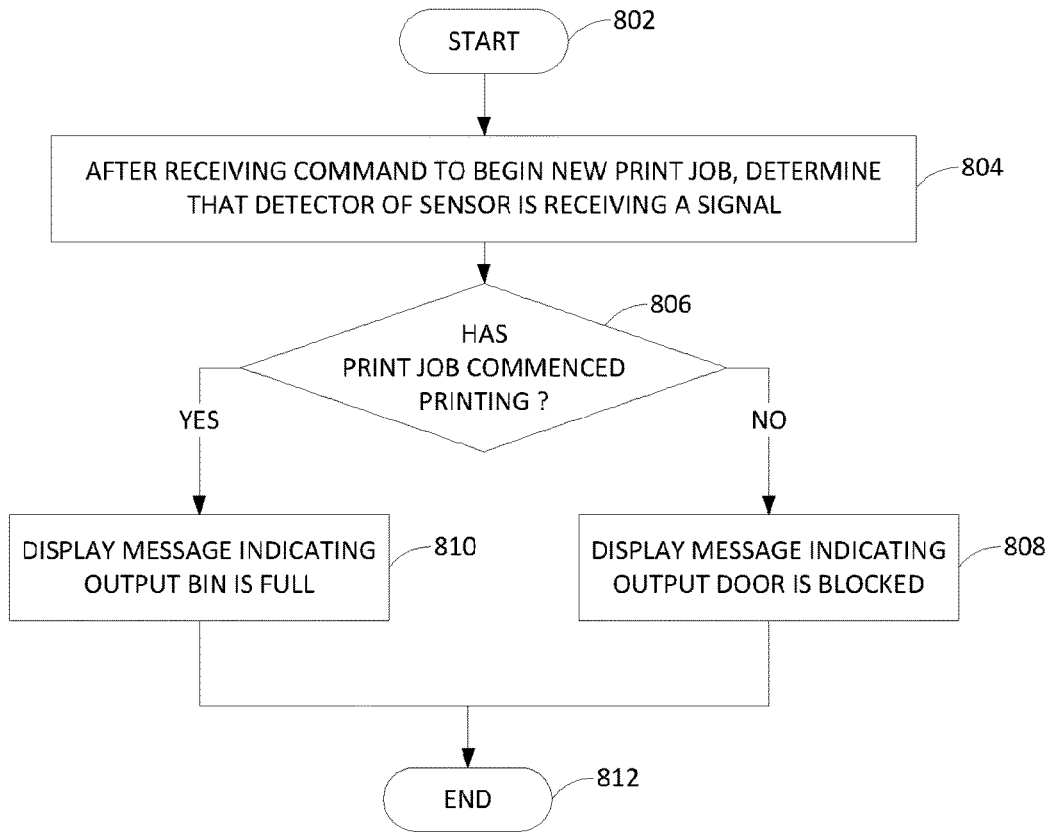 START
802
AFTER RECEIVING COMMAND TO BEGIN NEW PRINT JOB, DETERMINE
THAT DETECTOR OF SENSOR IS RECEIVING A SIGNAL
804
HAS
PRINT JOB COMMENCED
PRINTING ?
806
YES
NO
DISPLAY MESSAGE INDICATING
OUTPUT BIN IS FULL
810
DISPLAY MESSAGE INDICATING
OUTPUT DOOR IS BLOCKED
808
END
812